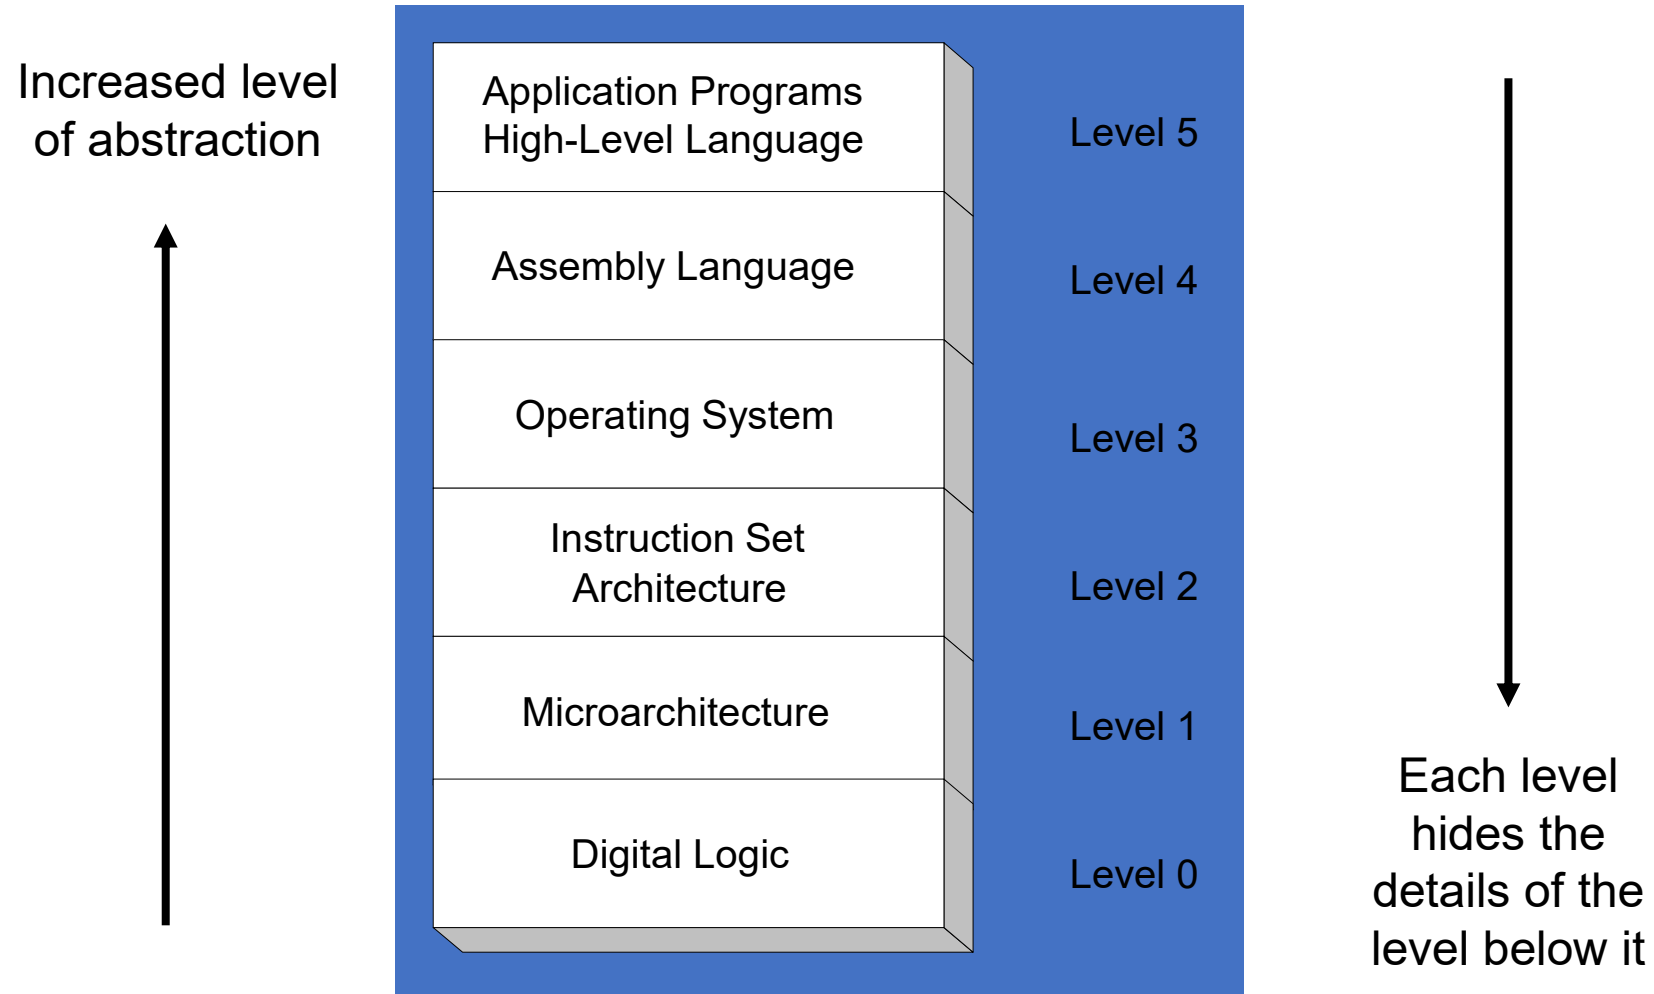 Increased level
of abstraction
Application Programs
High-Level Language
Level 5
Assembly Language
Level 4
Operating System
Level 3
Instruction Set
Architecture
Level 2
Microarchitecture
Level 1
Digital Logic
Level 0
Each level
hides the
details of the
level below it